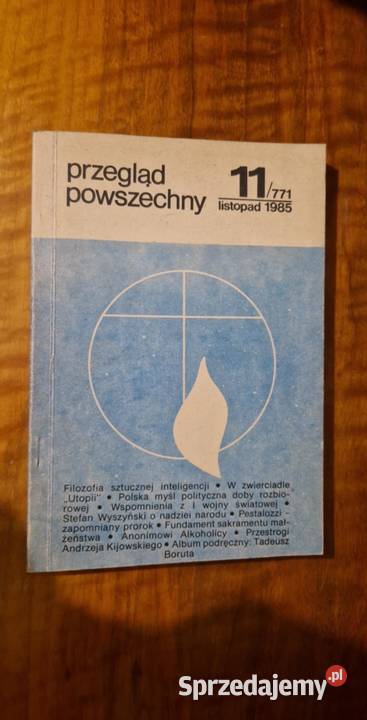 przegląd
powszechny
11/771
listopad 1985
Filozofia sztucznej inteligencji • W zwierciadle
„Utopii" • Polska myśl polityczna doby rozbio-
rowej • Wspomnienia z I wojny światowej •
Stefan Wyszyński o nadziei narodu • Pestalozzi -
zapomniany prorok • Fundament sakramentu mał-
żeństwa • Anonimowi Alkoholicy • Przestrogi
Andrzeja Kijowskiego • Album podręczny: Tadeusz
Boruta
Sprzedajemy.pl